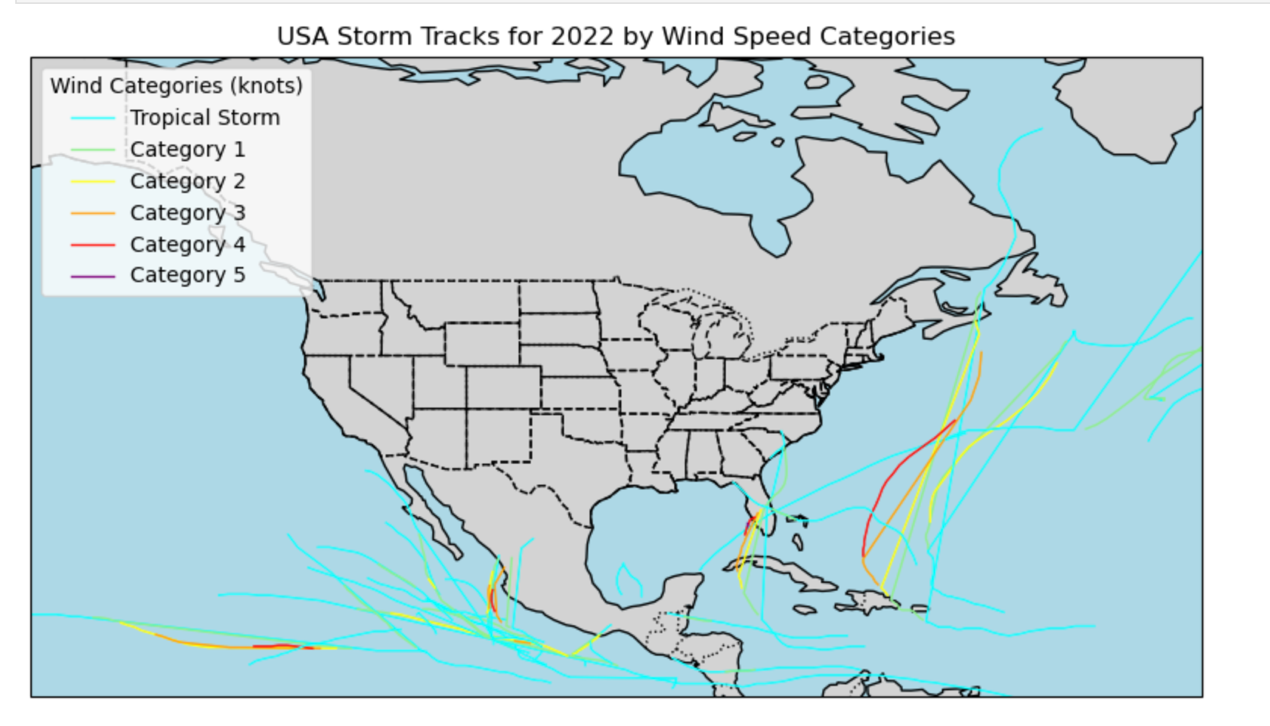 USA Storm Tracks for 2022 by Wind Speed Categories
Wind Categories (knots)
Tropical Storm
Category 1
Category 2
Category 3
Category 4
Category 5